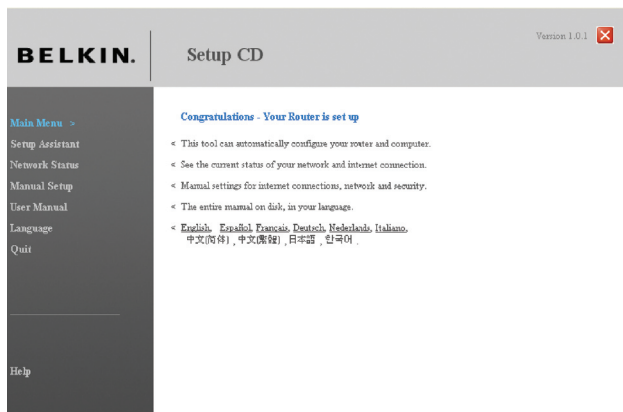 BELKIN.
Setup CD
Version 1.0.1
Main Menu >
Setup Assistant
Network Status
Manual Setup
User Manual
Language
Quit
Help
Congratulations - Your Router is set up
< This tool can automatically configure your router and computer.
< See the current status of your network and internet connection.
< Manual settings for internet connections, network and security.
< The entire manual on disk, in your language.
< English, Español, Français, Deutsch, Nederlands, Italiano,
中文(简体) , 中文(繁體) , 日本語 , 한국어 .